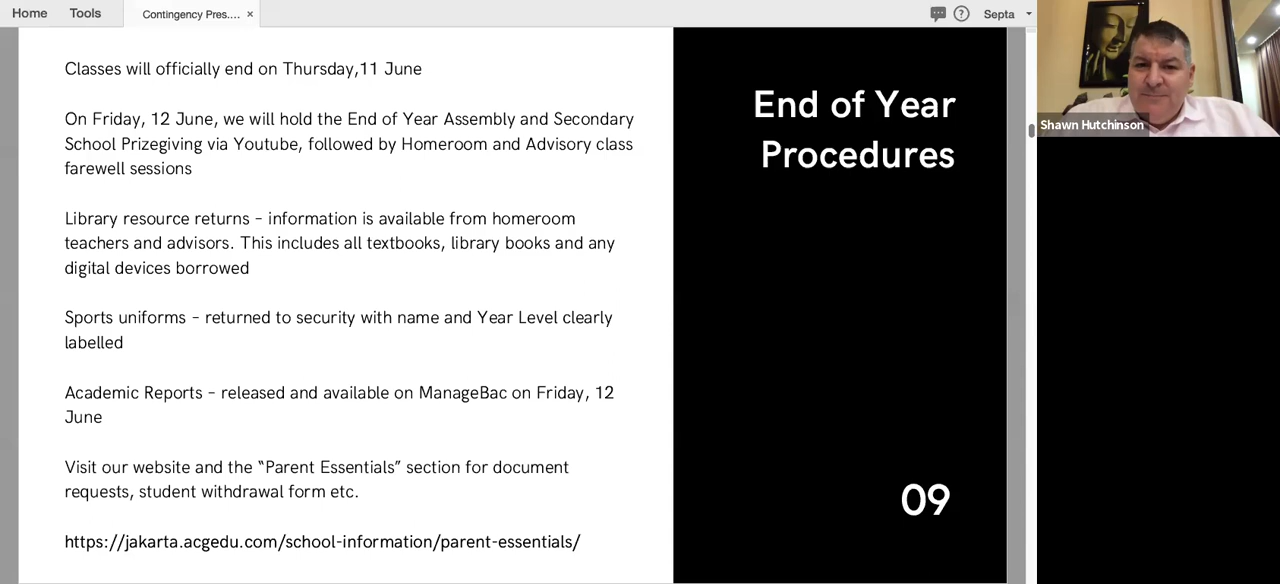 Home Tools Contingency Pres.... × ? Septa
Classes will officially end on Thursday,11 June
On Friday, 12 June, we will hold the End of Year Assembly and Secondary
School Prizegiving via Youtube, followed by Homeroom and Advisory class
farewell sessions
Library resource returns – information is available from homeroom
teachers and advisors. This includes all textbooks, library books and any
digital devices borrowed
Sports uniforms – returned to security with name and Year Level clearly
labelled
Academic Reports – released and available on ManageBac on Friday, 12
June
Visit our website and the “Parent Essentials” section for document
requests, student withdrawal form etc.
https://jakarta.acgedu.com/school-information/parent-essentials/
End of Year
Procedures
09
Shawn Hutchinson